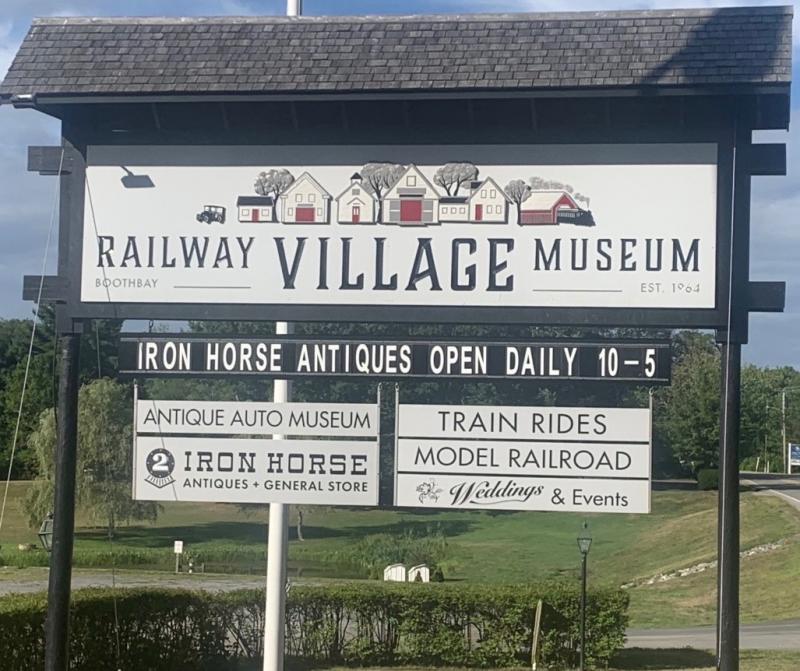 RAILWAY VILLAGE MUSEUM
BOOTHBAY EST. 1964
IRON HORSE ANTIQUES OPEN DAILY 10-5
ANTIQUE AUTO MUSEUM
2 IRON HORSE
ANTIQUES + GENERAL STORE
TRAIN RIDES
MODEL RAILROAD
Weddings & Events